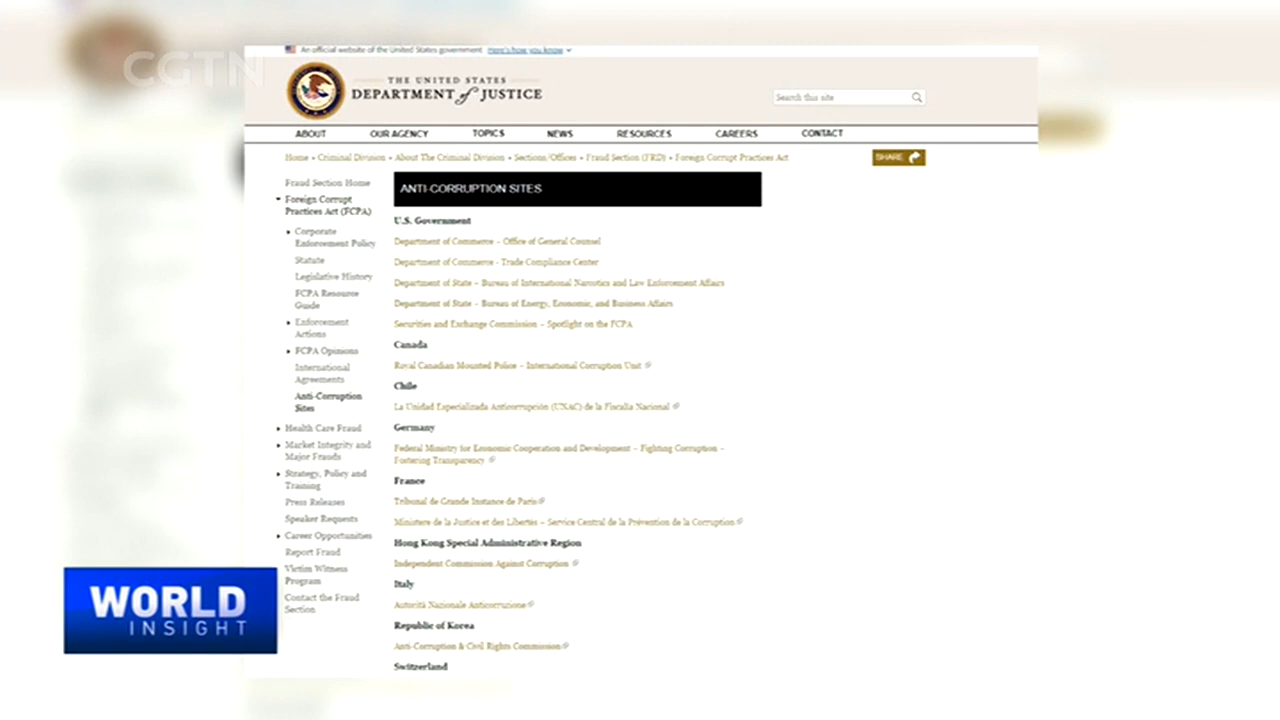 CGTN
An official website of the United States government Here's how you know
THE UNITED STATES
DEPARTMENT of JUSTICE
Search this site
ABOUT OUR AGENCY TOPICS NEWS RESOURCES CAREERS CONTACT
Home » Criminal Division » About The Criminal Division » Sections/Offices » Fraud Section (FRD) » Foreign Corrupt Practices Act
SHARE
Fraud Section Home
Foreign Corrupt
Practices Act (FCPA)
Corporate
Enforcement Policy
Statute
Legislative History
FCPA Resource
Guide
Enforcement
Actions
FCPA Opinions
International
Agreements
Anti-Corruption
Sites
Health Care Fraud
Market Integrity and
Major Frauds
Strategy, Policy and
Training
Press Releases
Speaker Requests
Career Opportunities
Report Fraud
Victim Witness
Program
Contact the Fraud
Section
ANTI-CORRUPTION SITES
U.S. Government
Department of Commerce – Office of General Counsel
Department of Commerce - Trade Compliance Center
Department of State – Bureau of International Narcotics and Law Enforcement Affairs
Department of State – Bureau of Energy, Economic, and Business Affairs
Securities and Exchange Commission – Spotlight on the FCPA
Canada
Royal Canadian Mounted Police – International Corruption Unit
Chile
La Unidad Especializada Anticorrupción (UNAC) de la Fiscalía Nacional
Germany
Federal Ministry for Economic Cooperation and Development – Fighting Corruption –
Fostering Transparency
France
Tribunal de Grande Instance de Paris
Ministere de la Justice et des Libertés – Service Central de la Prévention de la Corruption
Hong Kong Special Administrative Region
Independent Commission Against Corruption
Italy
Autorità Nazionale Anticorruzione
Republic of Korea
Anti-Corruption & Civil Rights Commission
Switzerland
WORLD
INSIGHT